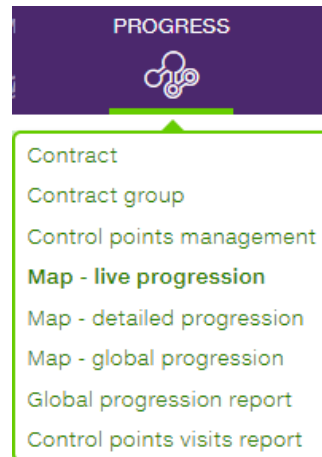 PROGRESS
Contract
Contract group
Control points management
Map - live progression
Map - detailed progression
Map - global progression
Global progression report
Control points visits report